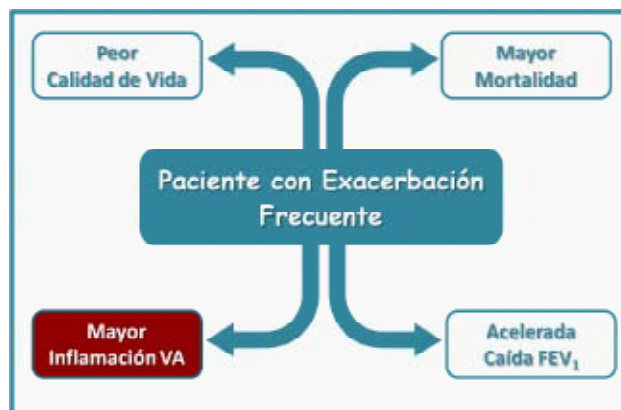 Peor
Calidad de Vida
Mayor
Mortalidad
Paciente con Exacerbación
Frecuente
Mayor
Inflamación VA
Acelerada
Caída FEV₁